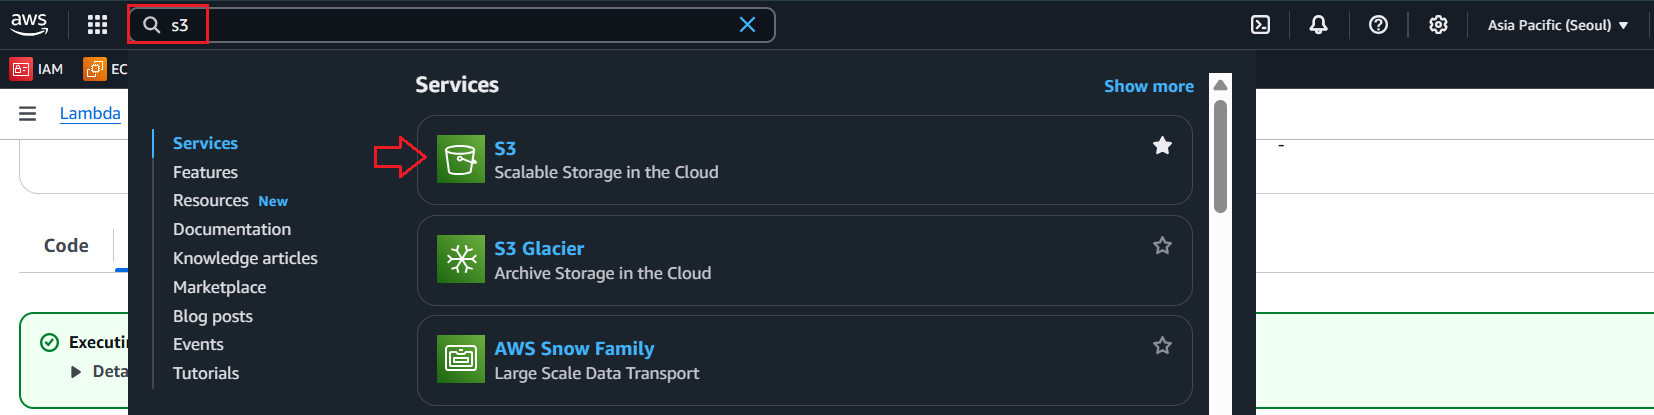 aws
s3
Asia Pacific (Seoul)
IAM
EC
Lambda
Services
Show more
Services
Features
Resources New
Documentation
Knowledge articles
Marketplace
Blog posts
Events
Tutorials
S3
Scalable Storage in the Cloud
S3 Glacier
Archive Storage in the Cloud
AWS Snow Family
Large Scale Data Transport
-
Code
Executi
Deta